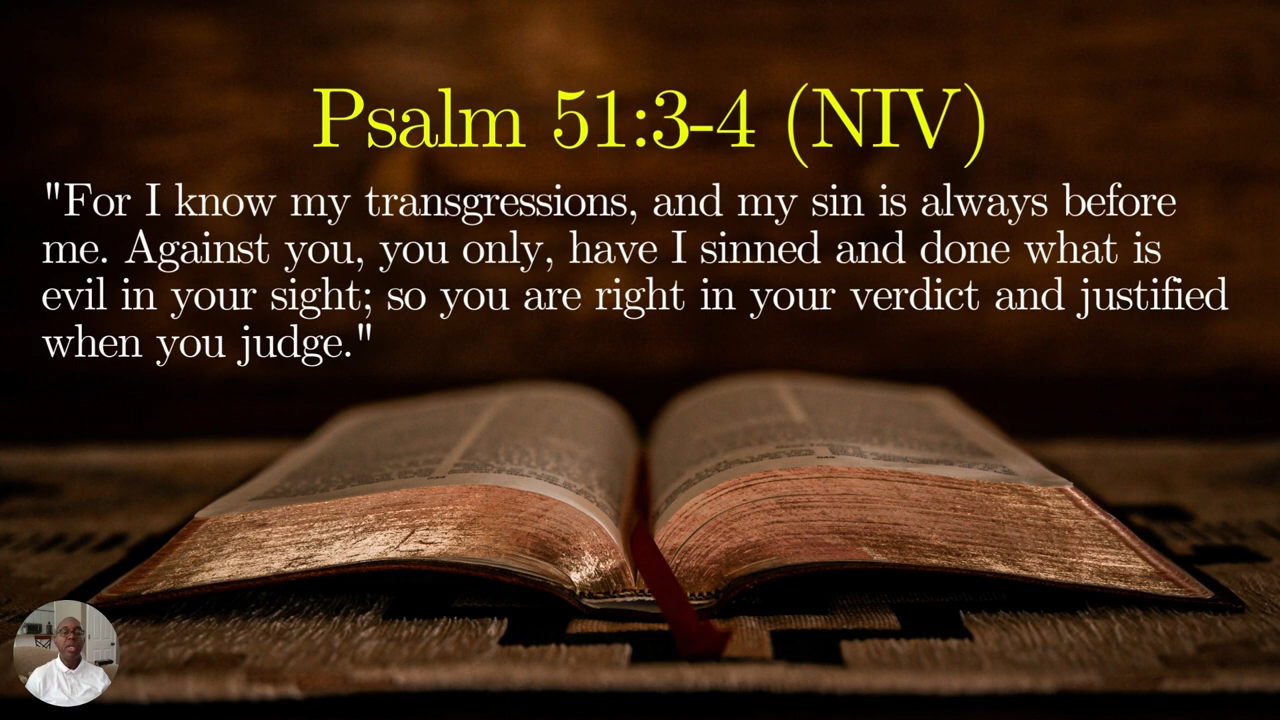 Psalm 51:3-4 (NIV)
"For I know my transgressions, and my sin is always before
me. Against you, you only, have I sinned and done what is
evil in your sight; so you are right in your verdict and justified
when you judge."